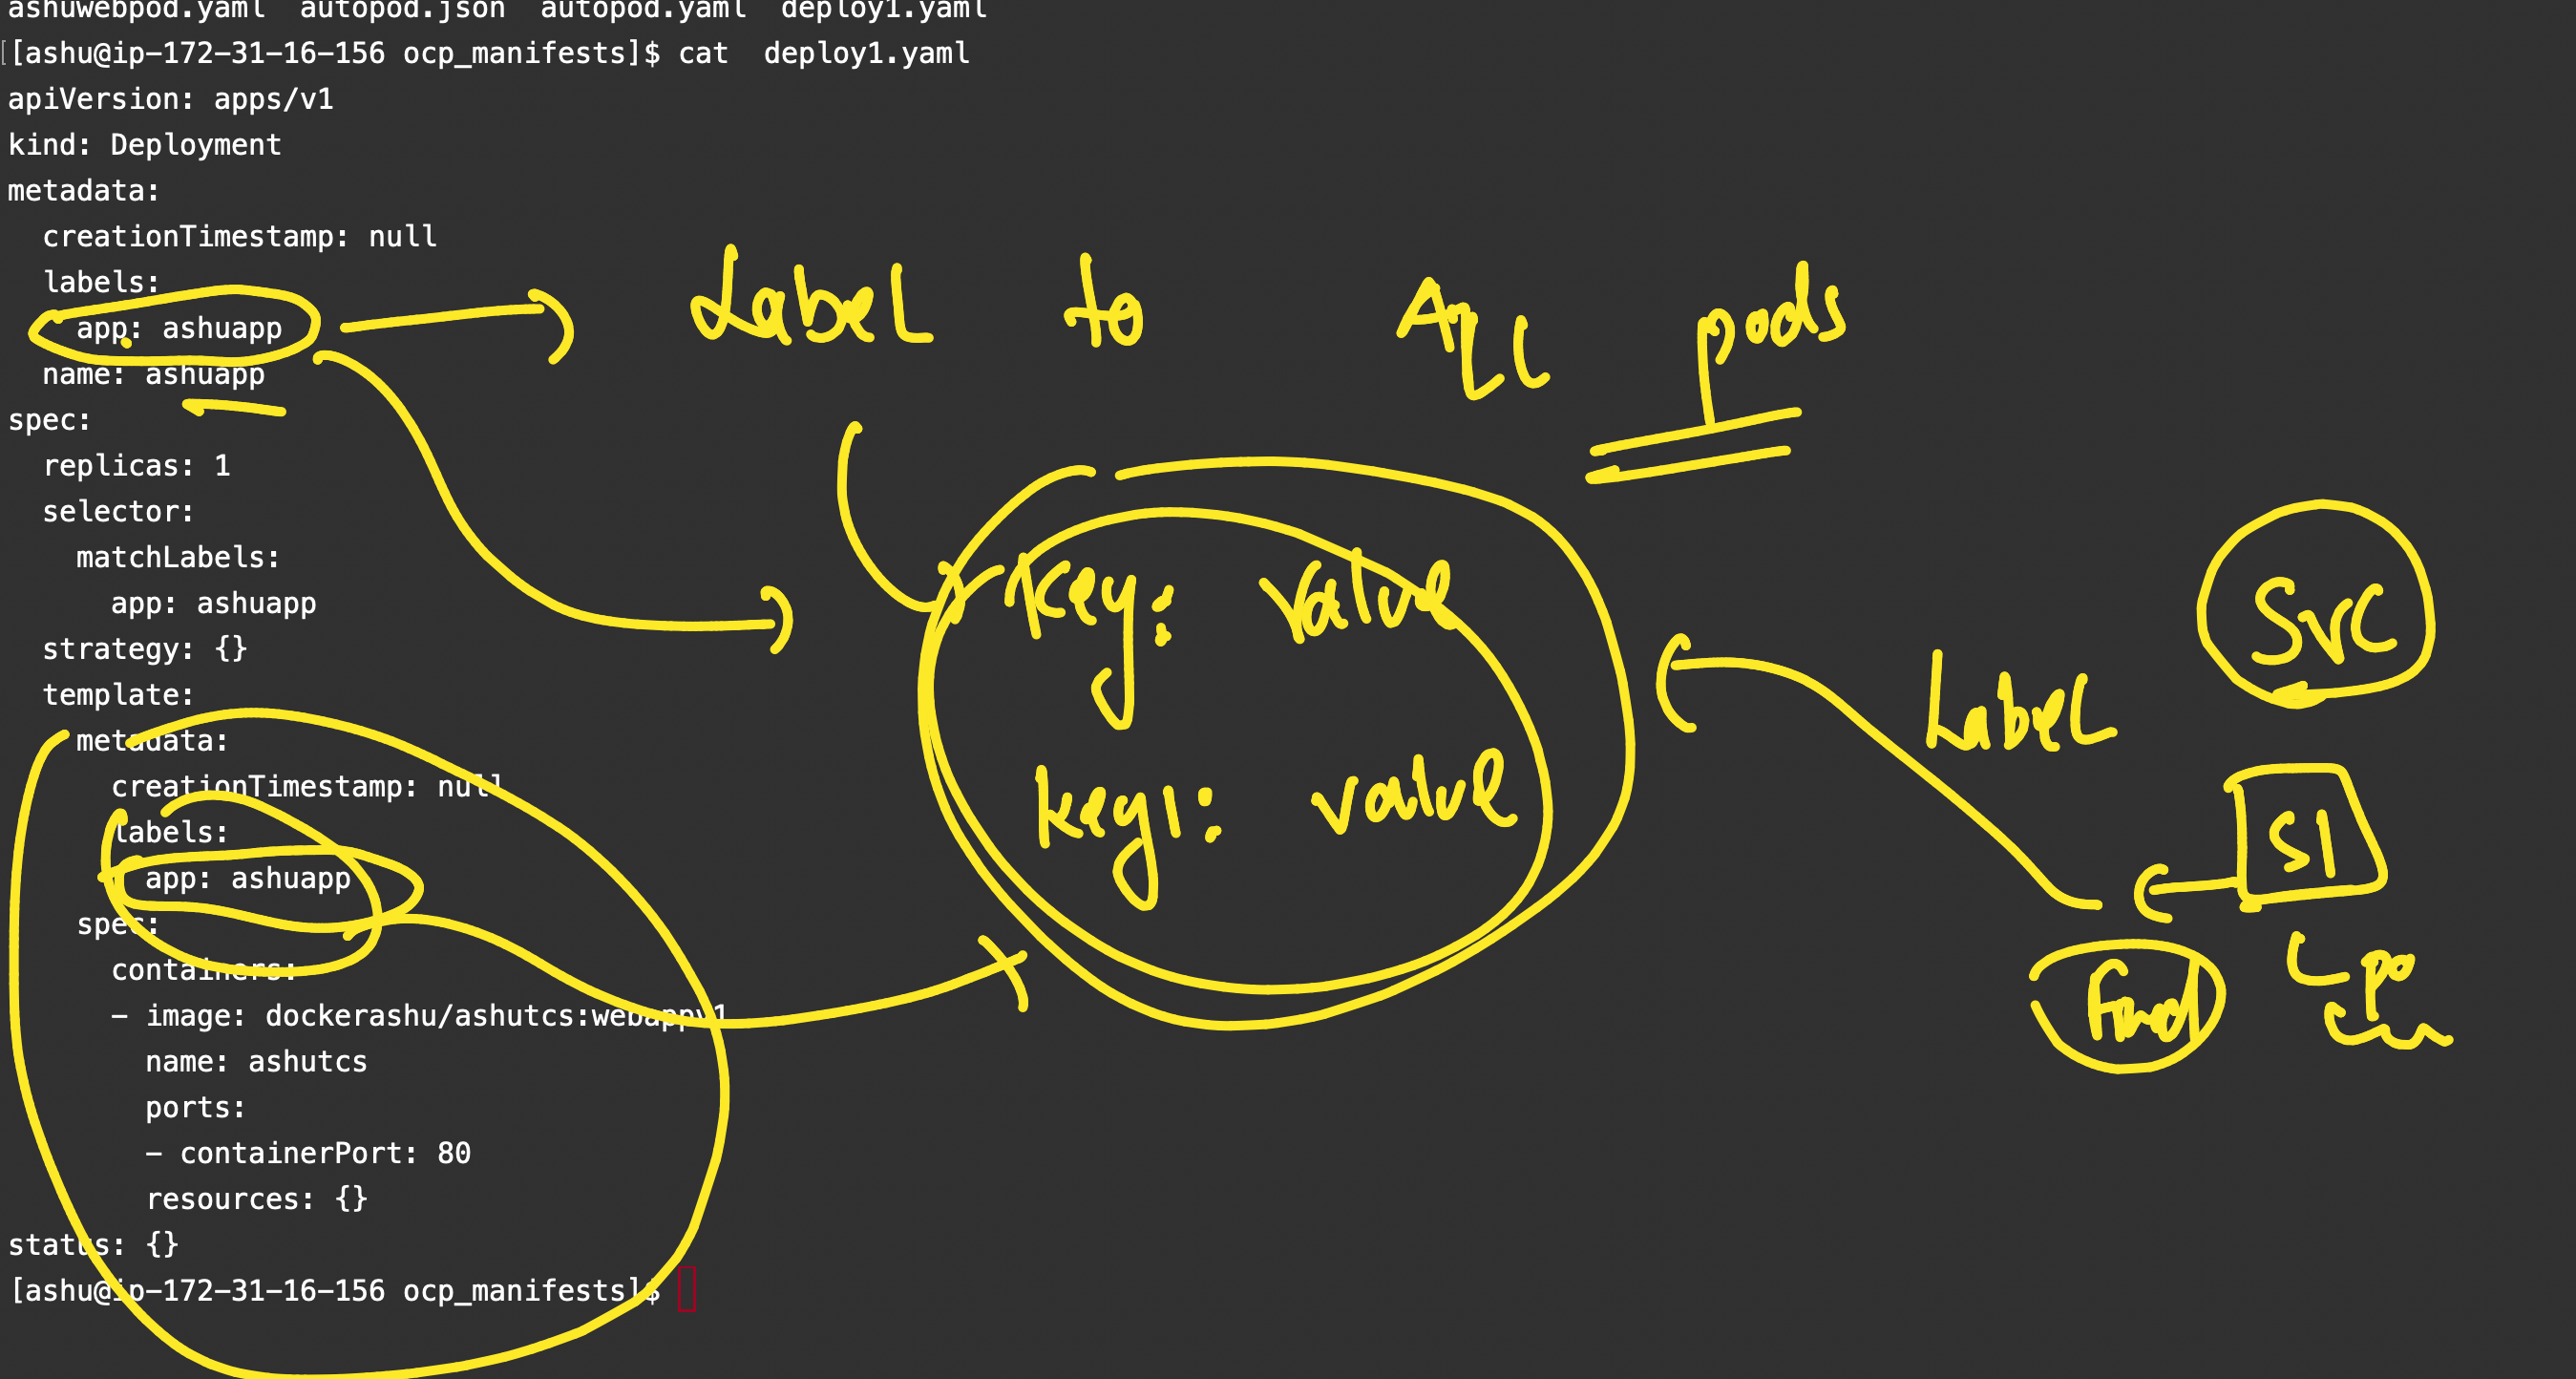 ashuwebpod.yaml  autopod.json  autopod.yaml  deploy1.yaml
[[ashu@ip-172-31-16-156 ocp_manifests]$ cat  deploy1.yaml
apiVersion: apps/v1
kind: Deployment
metadata:
  creationTimestamp: null
  labels:
    app: ashuapp
  name: ashuapp
spec:
  replicas: 1
  selector:
    matchLabels:
      app: ashuapp
  strategy: {}
  template:
    metadata:
      creationTimestamp: null
      labels:
        app: ashuapp
    spec:
      containers:
      - image: dockerashu/ashutcs:webappv1
        name: ashutcs
        ports:
        - containerPort: 80
        resources: {}
status: {}
[ashu@ip-172-31-16-156 ocp_manifests]$
Label to All pods
key: value
key1: value
Svc
Label
S1
Find
po